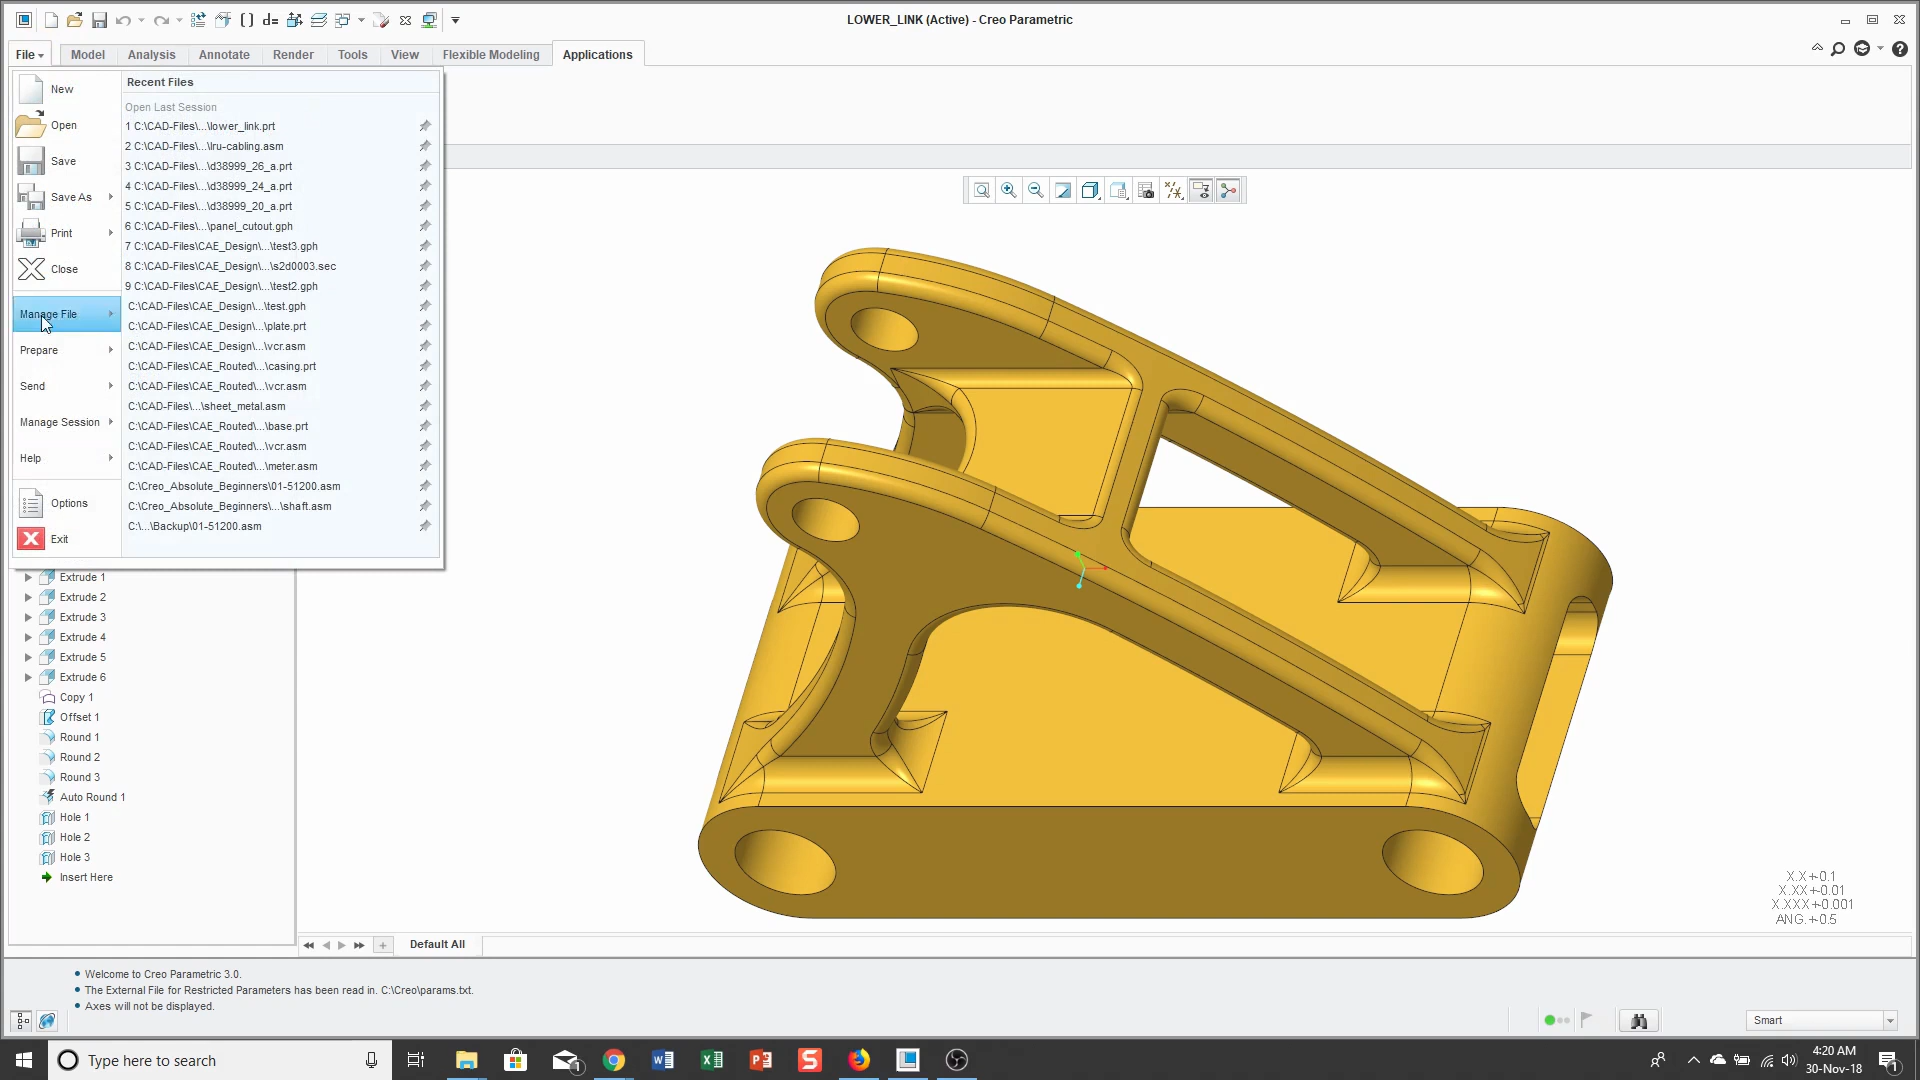 LOWER_LINK (Active) - Creo Parametric
File
Model
Analysis
Annotate
Render
Tools
View
Flexible Modeling
Applications
New
Open
Save
Save As
Print
Close
Manage File
Prepare
Send
Manage Session
Help
Options
Exit
Recent Files
Open Last Session
1 C:\CAD-Files\...\lower_link.prt
2 C:\CAD-Files\...\lru-cabling.asm
3 C:\CAD-Files\...\d38999_26_a.prt
4 C:\CAD-Files\...\d38999_24_a.prt
5 C:\CAD-Files\...\d38999_20_a.prt
6 C:\CAD-Files\...\panel_cutout.gph
7 C:\CAD-Files\CAE_Design\...\test3.gph
8 C:\CAD-Files\CAE_Design\...\s2d0003.sec
9 C:\CAD-Files\CAE_Design\...\test2.gph
C:\CAD-Files\CAE_Design\...\test.gph
C:\CAD-Files\CAE_Design\...\plate.prt
C:\CAD-Files\CAE_Design\...\vcr.asm
C:\CAD-Files\CAE_Routed\...\casing.prt
C:\CAD-Files\CAE_Routed\...\vcr.asm
C:\CAD-Files\...\sheet_metal.asm
C:\CAD-Files\CAE_Routed\...\base.prt
C:\CAD-Files\CAE_Routed\...\vcr.asm
C:\CAD-Files\CAE_Routed\...\meter.asm
C:\Creo_Absolute_Beginners\01-51200.asm
C:\Creo_Absolute_Beginners\...\shaft.asm
C:\...\Backup\01-51200.asm
Extrude 1
Extrude 2
Extrude 3
Extrude 4
Extrude 5
Extrude 6
Copy 1
Offset 1
Round 1
Round 2
Round 3
Auto Round 1
Hole 1
Hole 2
Hole 3
Insert Here
X.X +-0.1
X.XX +-0.01
X.XXX +-0.001
ANG. +-0.5
Default All
Welcome to Creo Parametric 3.0.
The External File for Restricted Parameters has been read in. C:\Creo\params.txt.
Axes will not be displayed.
Smart
Type here to search
4:20 AM
30-Nov-18